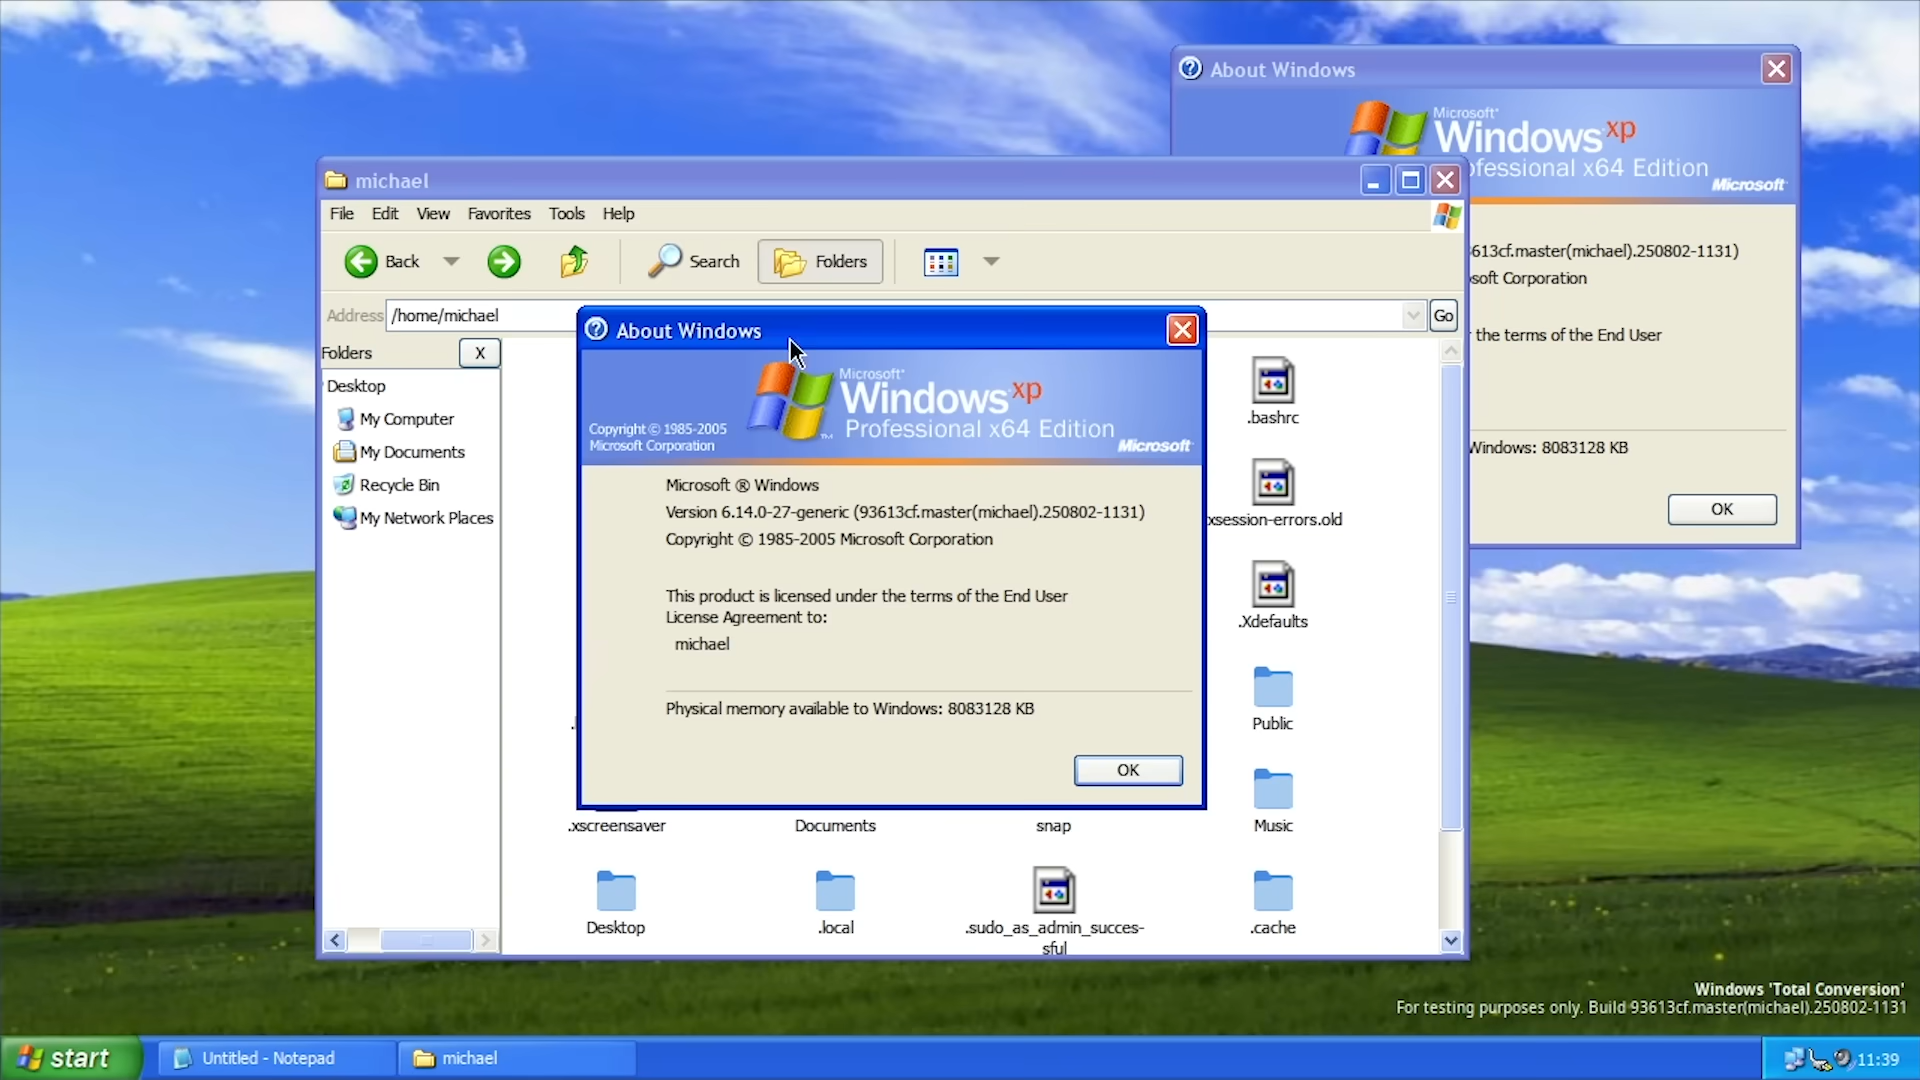 About Windows
Microsoft®
Windows xp
Professional x64 Edition
Microsoft®
613cf.master(michael).250802-1131)
soft Corporation
the terms of the End User
Windows: 8083128 KB
OK
michael
File Edit View Favorites Tools Help
Back
Search
Folders
Address
/home/michael
Go
Folders
X
Desktop
My Computer
My Documents
Recycle Bin
My Network Places
About Windows
Microsoft®
Windows xp
Professional x64 Edition
Copyright © 1985-2005
Microsoft Corporation
Microsoft®
Microsoft ® Windows
Version 6.14.0-27-generic (93613cf.master(michael).250802-1131)
Copyright © 1985-2005 Microsoft Corporation
This product is licensed under the terms of the End User
License Agreement to:
michael
Physical memory available to Windows: 8083128 KB
OK
.bashrc
xsession-errors.old
.Xdefaults
Public
.xscreensaver
Documents
snap
Music
Desktop
.local
.sudo_as_admin_succes-
sful
.cache
Windows 'Total Conversion'
For testing purposes only. Build 93613cf.master(michael).250802-1131
start
Untitled - Notepad
michael
11:39